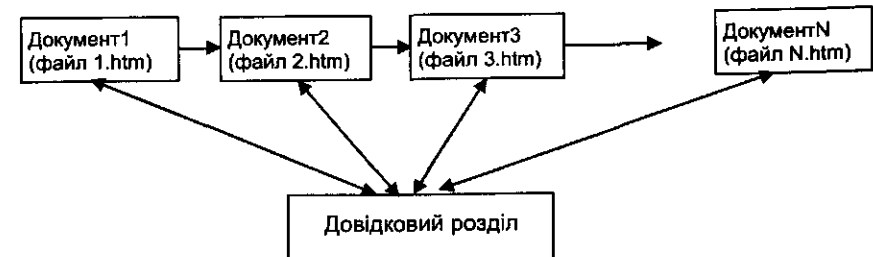 Документ1
(файл 1.htm)
Документ2
(файл 2.htm)
Документ3
(файл 3.htm)
ДокументN
(файл N.htm)
Довідковий розділ